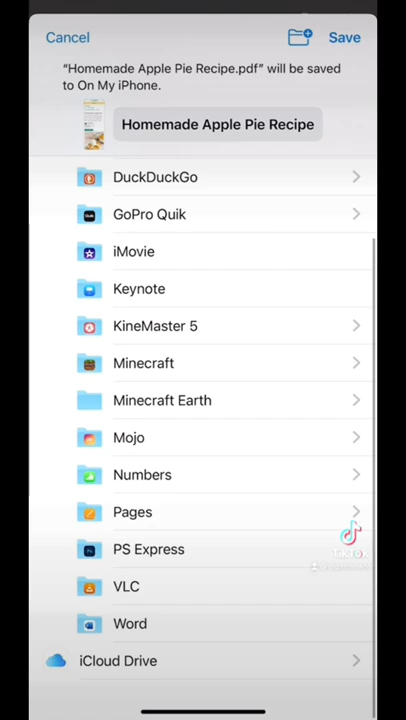 Cancel
Save
“Homemade Apple Pie Recipe.pdf” will be saved
to On My iPhone.
Homemade Apple Pie Recipe
DuckDuckGo
GoPro Quik
iMovie
Keynote
KineMaster 5
Minecraft
Minecraft Earth
Mojo
Numbers
Pages
PS Express
TikTok
VLC
Word
iCloud Drive